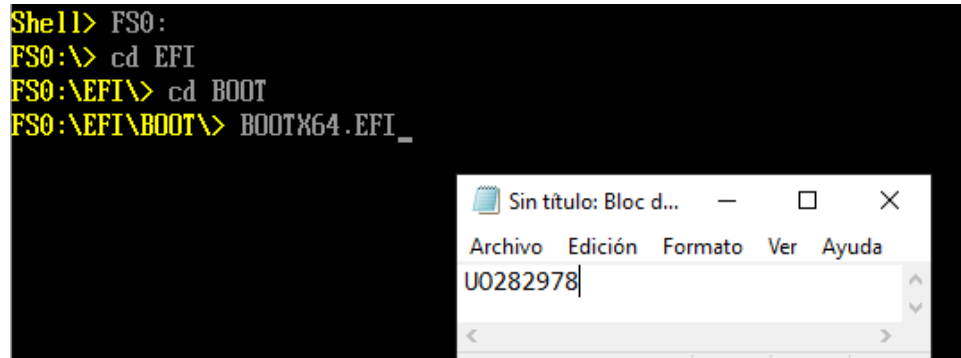 Shell> FS0:
FS0:\> cd EFI
FS0:\EFI\> cd BOOT
FS0:\EFI\BOOT\> BOOTX64.EFI_
Sin título: Bloc d...
Archivo Edición Formato Ver Ayuda
UO282978